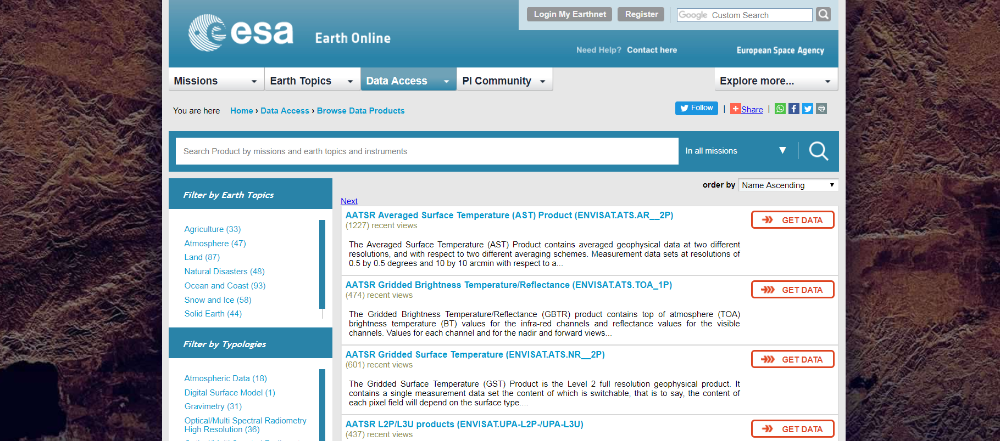 Login My Earthnet
Register
Google Custom Search
esa
Earth Online
Need Help? Contact here
European Space Agency
Missions
Earth Topics
Data Access
PI Community
Explore more...
You are here Home › Data Access › Browse Data Products
Follow | Share |
Search Product by missions and earth topics and instruments
In all missions
Filter by Earth Topics
Agriculture (33)
Atmosphere (47)
Land (87)
Natural Disasters (48)
Ocean and Coast (93)
Snow and Ice (58)
Solid Earth (44)
Filter by Typologies
Atmospheric Data (18)
Digital Surface Model (1)
Gravimetry (31)
Optical/Multi Spectral Radiometry
High Resolution (36)
order by Name Ascending
Next
AATSR Averaged Surface Temperature (AST) Product (ENVISAT.ATS.AR__2P)
(1227) recent views
GET DATA
The Averaged Surface Temperature (AST) Product contains averaged geophysical data at two different
resolutions, and with respect to two different averaging schemes. Measurement data sets at resolutions of
0.5 by 0.5 degrees and 10 by 10 arcmin with respect to a...
AATSR Gridded Brightness Temperature/Reflectance (ENVISAT.ATS.TOA_1P)
(474) recent views
GET DATA
The Gridded Brightness Temperature/Reflectance (GBTR) product contains top of atmosphere (TOA)
brightness temperature (BT) values for the infra-red channels and reflectance values for the visible
channels. Values for each channel and for the nadir and forward views...
AATSR Gridded Surface Temperature (ENVISAT.ATS.NR__2P)
(601) recent views
GET DATA
The Gridded Surface Temperature (GST) Product is the Level 2 full resolution geophysical product. It
contains a single measurement data set the content of which is switchable, that is to say, the content of
each pixel field will depend on the surface type....
AATSR L2P/L3U products (ENVISAT.UPA-L2P-/UPA-L3U)
(437) recent views
GET DATA